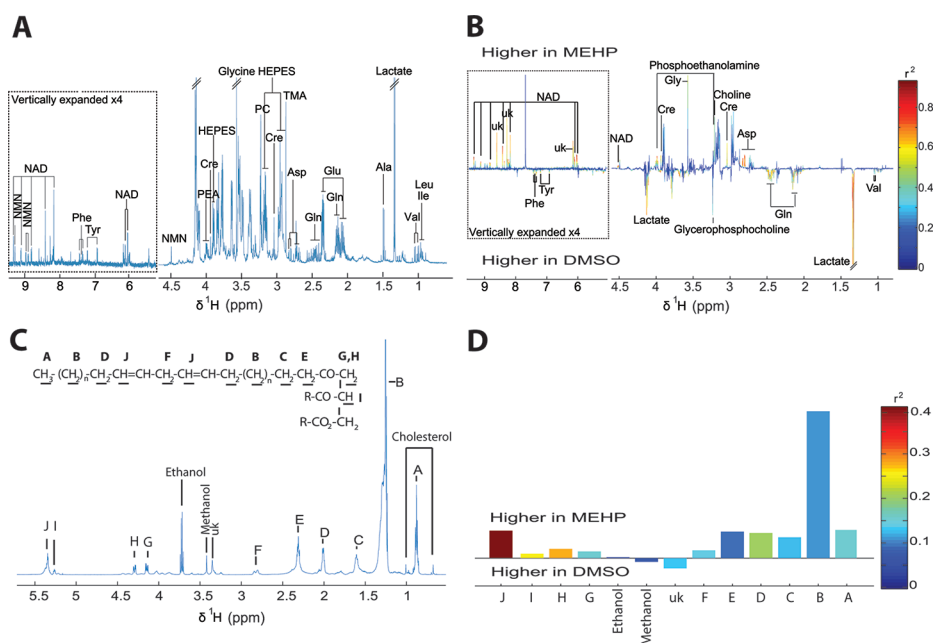 A
Vertically expanded x4
Glycine HEPES
TMA
Lactate
PC
HEPES
Cre
Cre
PEA
NAD
NMN
NMN
Phe
Tyr
NAD
NMN
Asp
Glu
Gln
Gln
Ala
Leu
Ile
Val
9 8 7 6 4.5 4 3.5 3 2.5 2 1.5 1
δ ¹H (ppm)
B
Higher in MEHP
NAD
uk
uk
uk
Phe
Tyr
Vertically expanded x4
Higher in DMSO
Phosphoethanolamine
Gly
Choline
Cre
Cre
NAD
Asp
Lactate
Glycerophosphocholine
Gln
Val
Lactate
9 8 7 6 4.5 4 3.5 3 2.5 2 1.5 1
δ ¹H (ppm)
r²
0.8
0.6
0.4
0.2
0
C
A B D J F J D B C E G,H
CH₃- (CH₂)ₙ -CH₂-CH=CH-CH₂-CH=CH-CH₂-(CH₂)ₙ-CH₂-CH₂-CO-CH₂
R-CO -CH I
R-CO₂-CH₂
B
Cholesterol
Ethanol
Methanol
uk
J I
H G
F
E
D
C
A
5.5 5 4.5 4 3.5 3 2.5 2 1.5 1
δ ¹H (ppm)
D
Higher in MEHP
Higher in DMSO
J I H G Ethanol Methanol uk F E D C B A
r²
0.4
0.3
0.2
0.1
0